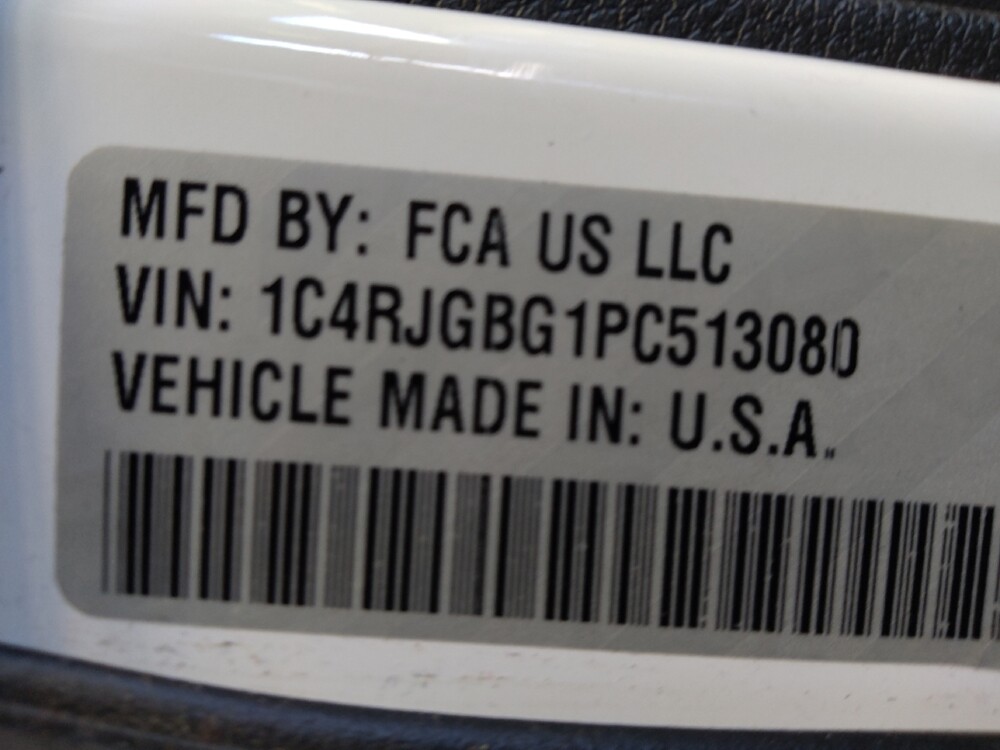 MFD BY: FCA US LLC
VIN: 1C4RJGBG1PC513080
VEHICLE MADE IN: U.S.A.